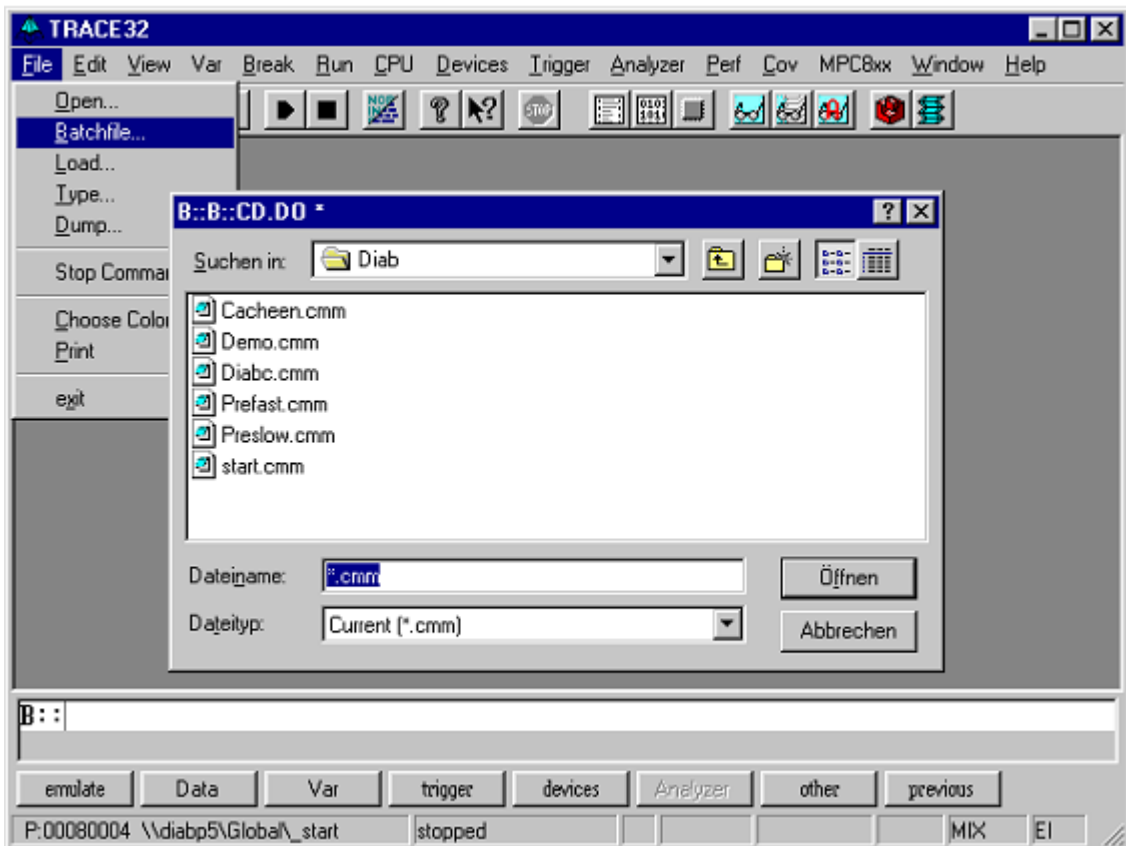 TRACE32
File Edit View Var Break Run CPU Devices Trigger Analyzer Perf Cov MPC8xx Window Help
Open...
Batchfile...
Load...
Type...
Dump...
Stop Comma
Choose Color
Print
exit
STOP
B::B::CD.DO *
Suchen in: Diab
Cacheen.cmm
Demo.cmm
Diabc.cmm
Prefast.cmm
Preslow.cmm
start.cmm
Dateiname: *.cmm Öffnen
Dateityp: Current (*.cmm) Abbrechen
B::
emulate Data Var trigger devices Analyzer other previous
P:00080004 \\diabp5\Global\_start stopped MIX EI